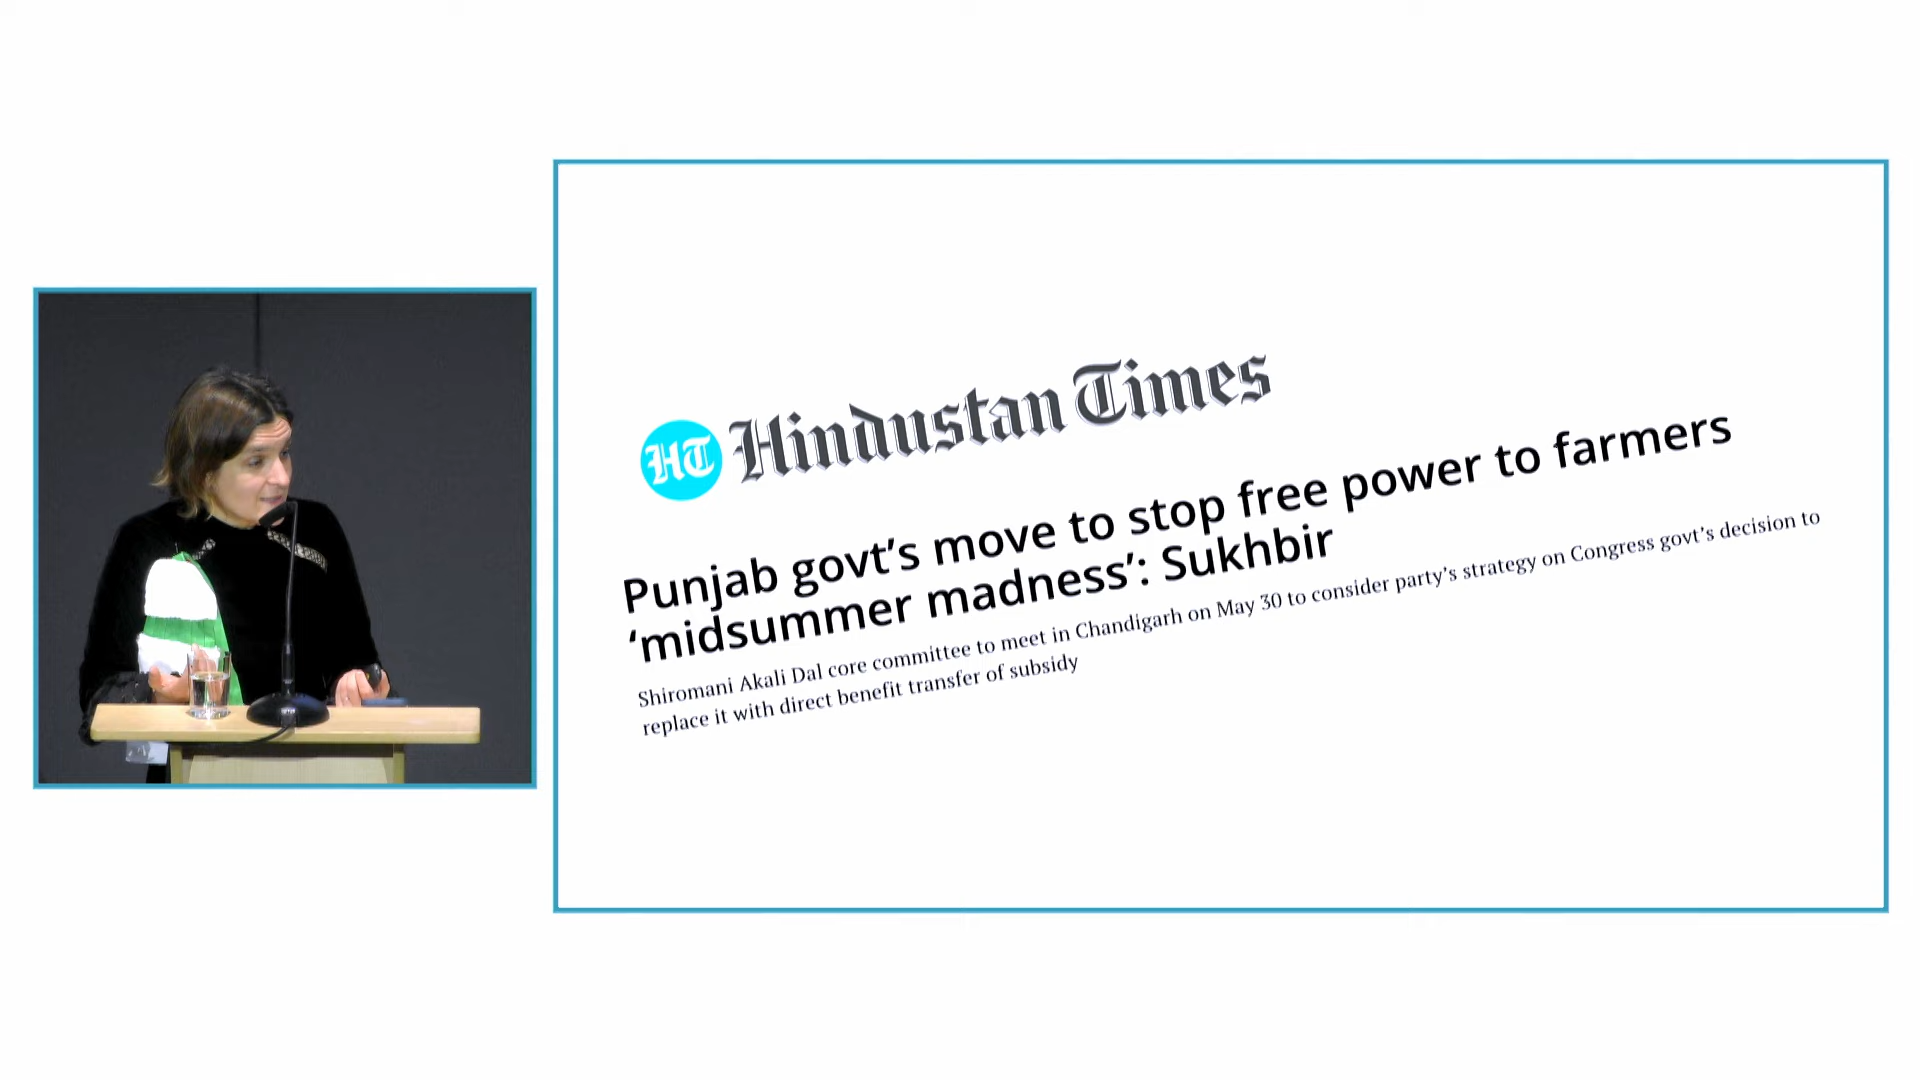 HT Hindustan Times
Punjab govt’s move to stop free power to farmers
‘midsummer madness’: Sukhbir
Shiromani Akali Dal core committee to meet in Chandigarh on May 30 to consider party’s strategy on Congress govt’s decision to
replace it with direct benefit transfer of subsidy